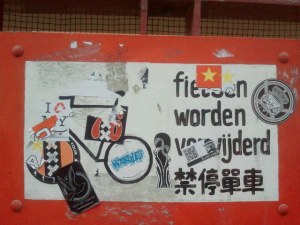 fietsen
worden
verwijderd
禁停單車
I
Y